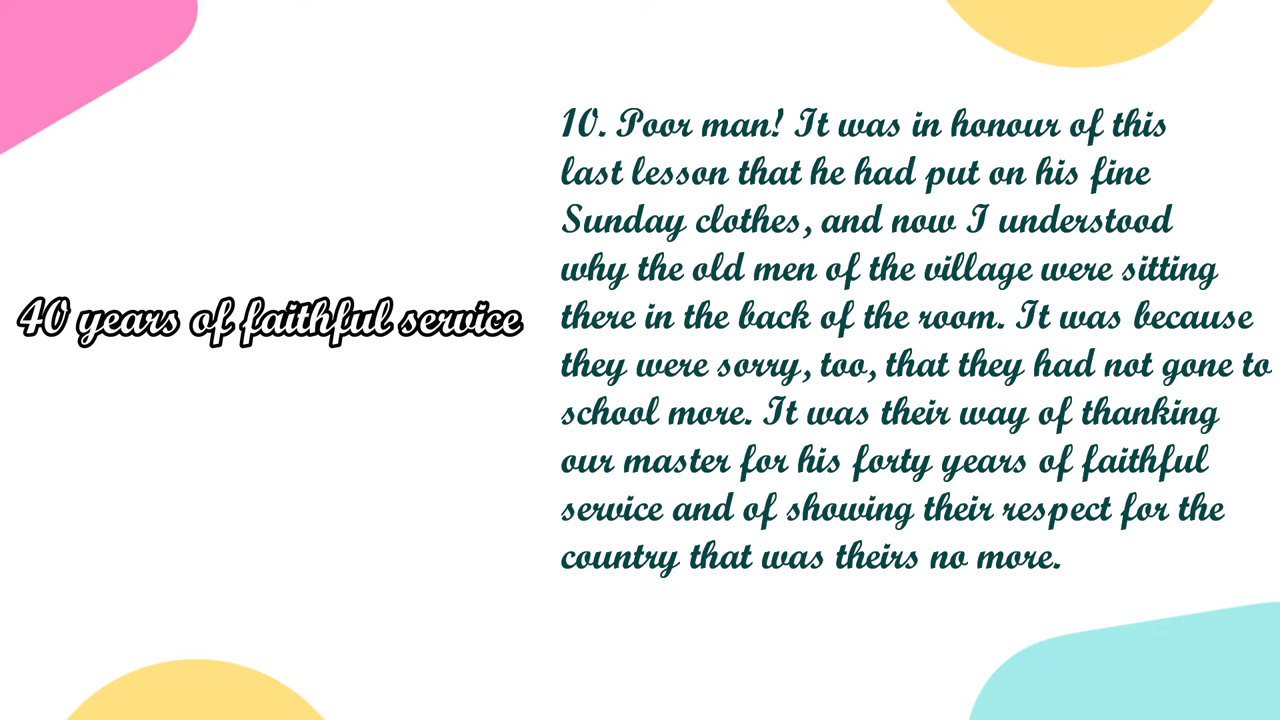 40 years of faithful service
10. Poor man! It was in honour of this
last lesson that he had put on his fine
Sunday clothes, and now I understood
why the old men of the village were sitting
there in the back of the room. It was because
they were sorry, too, that they had not gone to
school more. It was their way of thanking
our master for his forty years of faithful
service and of showing their respect for the
country that was theirs no more.